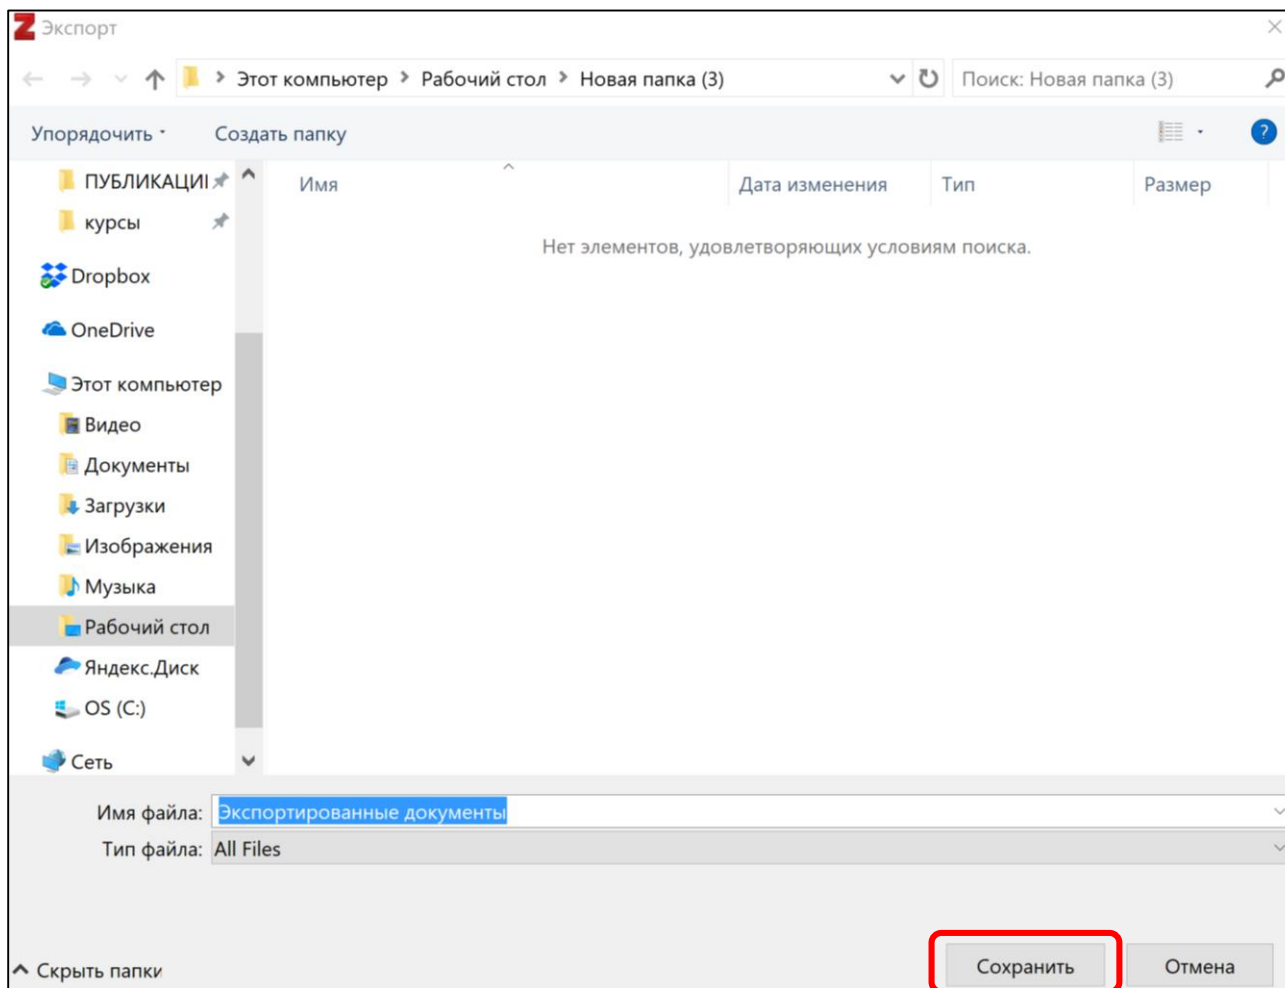 Z Экспорт
Этот компьютер > Рабочий стол > Новая папка (3) Поиск: Новая папка (3)
Упорядочить Создать папку ?
Имя Дата изменения Тип Размер
Нет элементов, удовлетворяющих условиям поиска.
ПУБЛИКАЦИ
курсы
Dropbox
OneDrive
Этот компьютер
Видео
Документы
Загрузки
Изображения
Музыка
Рабочий стол
Яндекс.Диск
OS (C:)
Сеть
Имя файла: Экспортированные документы
Тип файла: All Files
Скрыть папки Сохранить Отмена